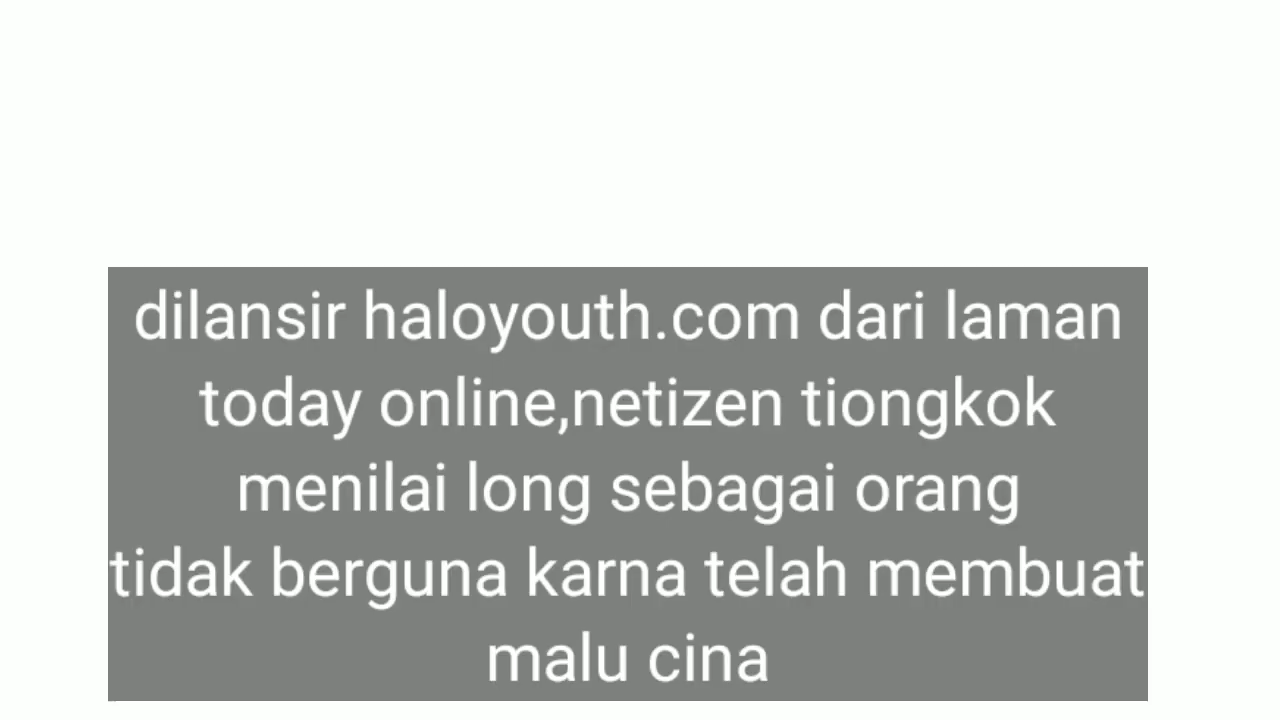 dilansir haloyouth.com dari laman
today online,netizen tiongkok
menilai long sebagai orang
tidak berguna karna telah membuat
malu cina